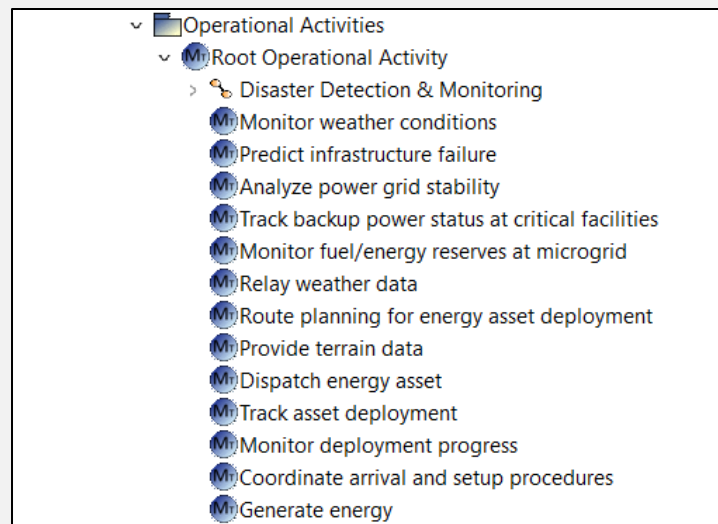 Operational Activities
Root Operational Activity
Disaster Detection & Monitoring
Monitor weather conditions
Predict infrastructure failure
Analyze power grid stability
Track backup power status at critical facilities
Monitor fuel/energy reserves at microgrid
Relay weather data
Route planning for energy asset deployment
Provide terrain data
Dispatch energy asset
Track asset deployment
Monitor deployment progress
Coordinate arrival and setup procedures
Generate energy